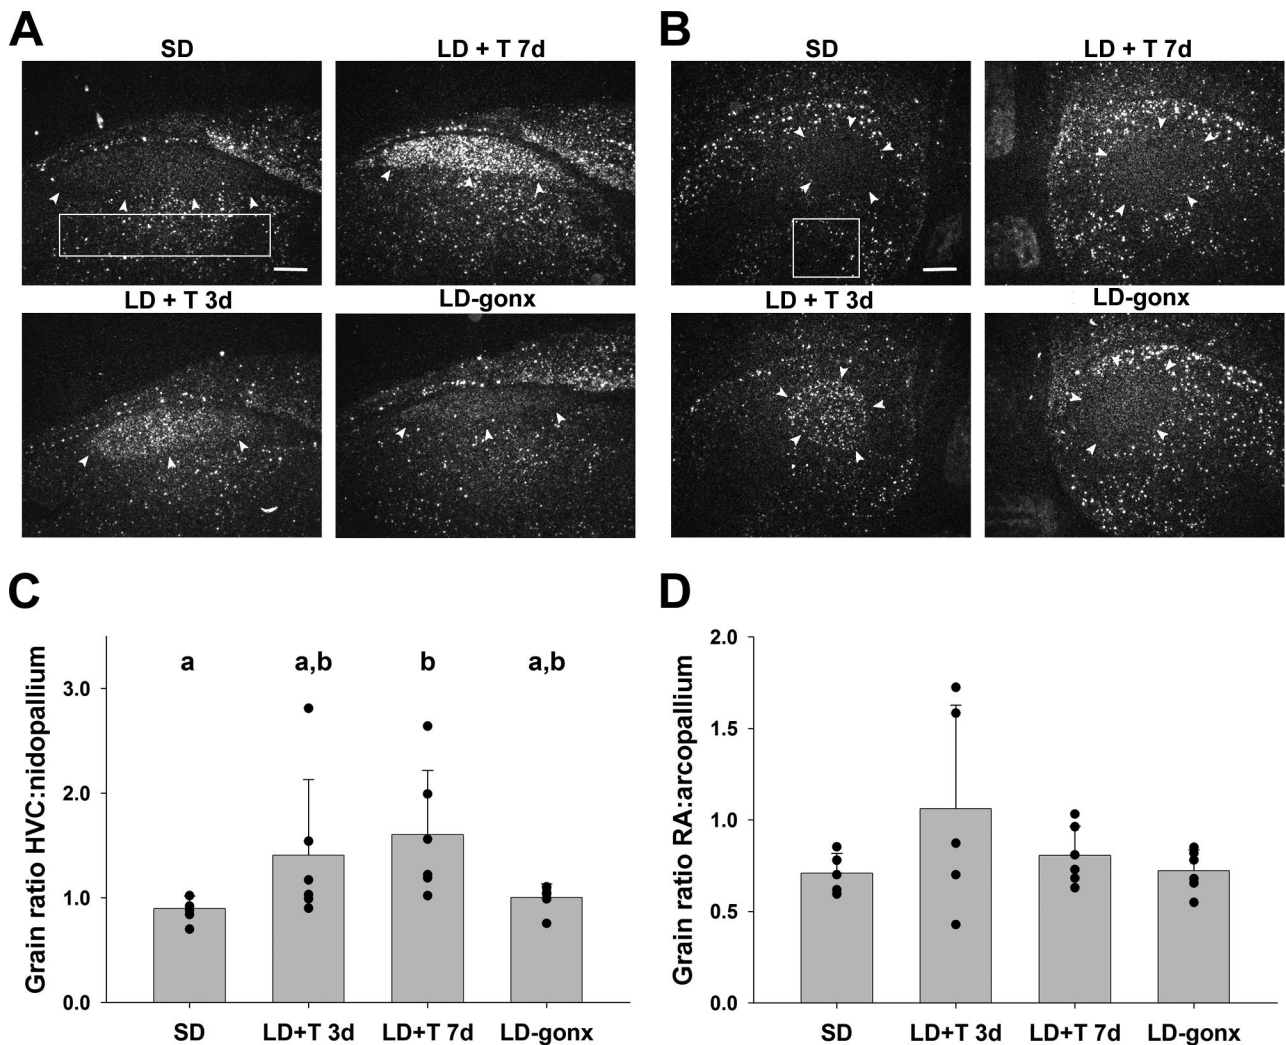 A
B
SD
LD + T 7d
SD
LD + T 7d
LD + T 3d
LD-gonx
LD + T 3d
LD-gonx
C
D
Grain ratio HVC:nidopallium
a
a,b
b
a,b
3.0
2.0
1.0
0.0
SD
LD+T 3d
LD+T 7d
LD-gonx
Grain ratio RA:arcopallium
2.0
1.5
1.0
0.5
0.0
SD
LD+T 3d
LD+T 7d
LD-gonx